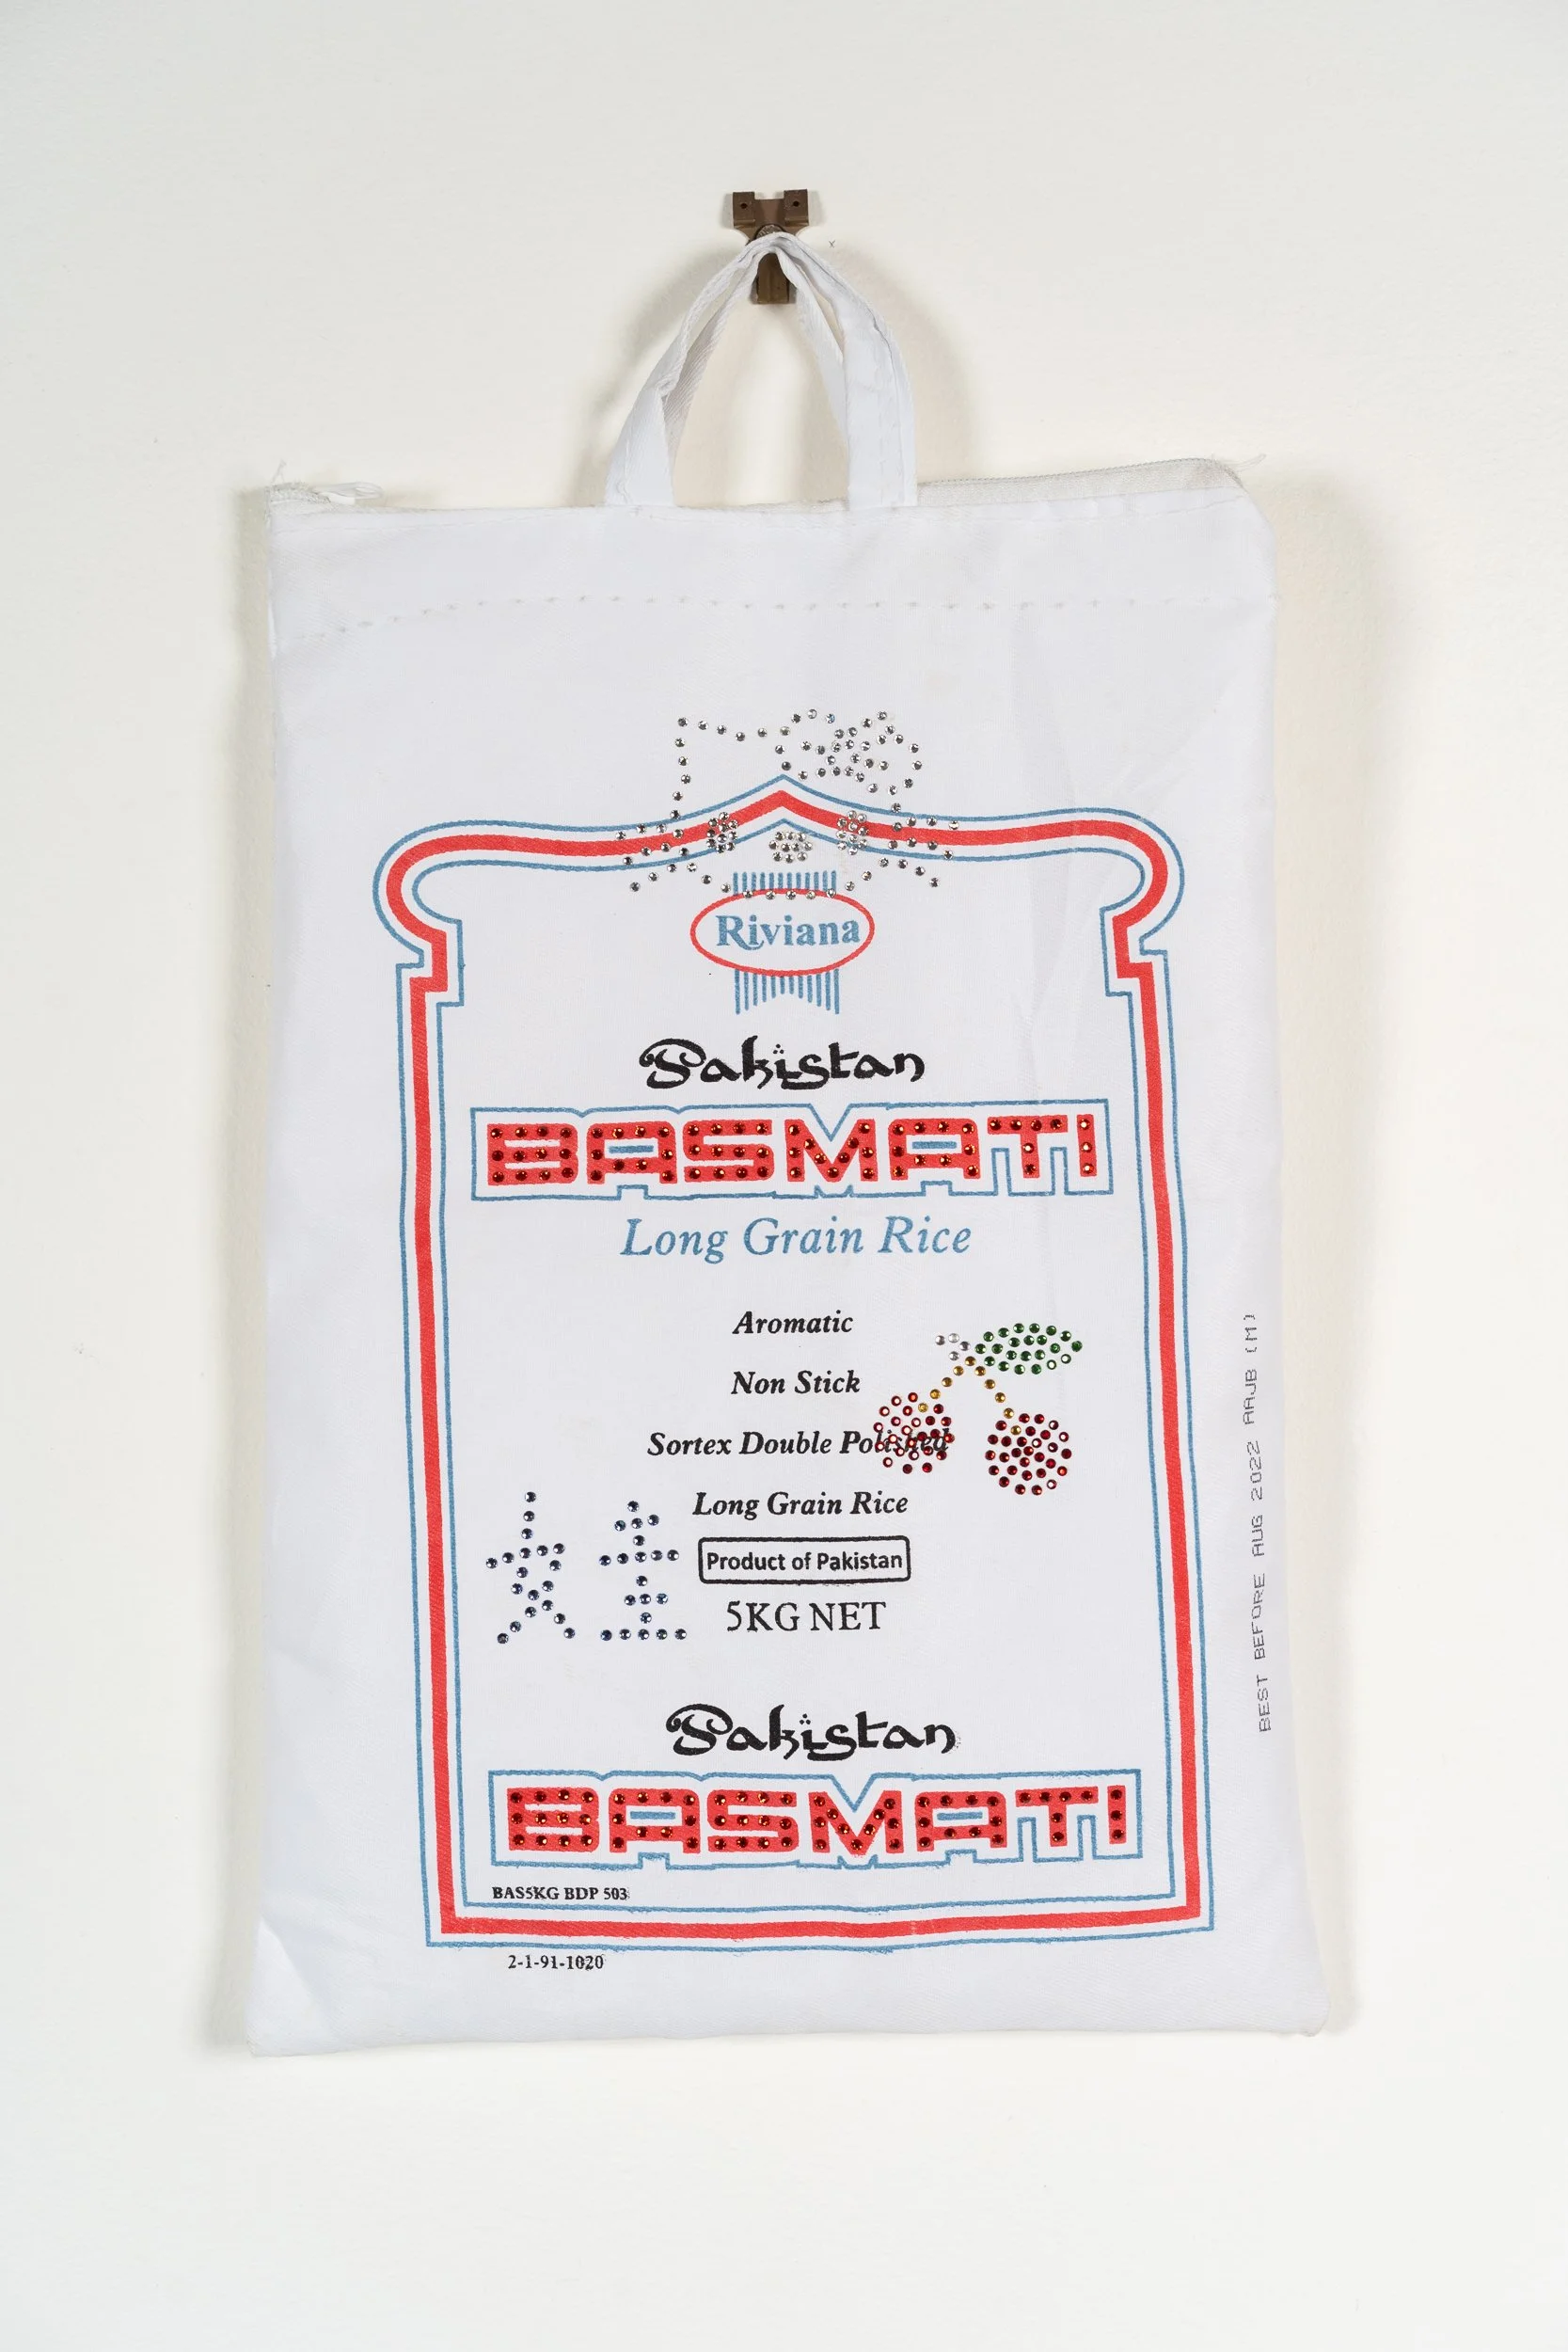 Riviana
Pakistan
BASMATI
Long Grain Rice
Aromatic
Non Stick
Sortex Double Polished
Long Grain Rice
Product of Pakistan
5KG NET
Pakistan
BASMATI
BAS5KG BDP 503
2-1-91-1020
BEST BEFORE AUG 2022 AAJB (M)